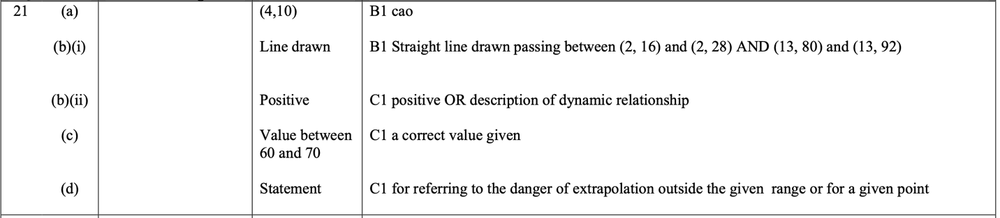 21 (a) (4,10) B1 cao
(b)(i) Line drawn B1 Straight line drawn passing between (2, 16) and (2, 28) AND (13, 80) and (13, 92)
(b)(ii) Positive C1 positive OR description of dynamic relationship
(c) Value between C1 a correct value given
60 and 70
(d) Statement C1 for referring to the danger of extrapolation outside the given range or for a given point